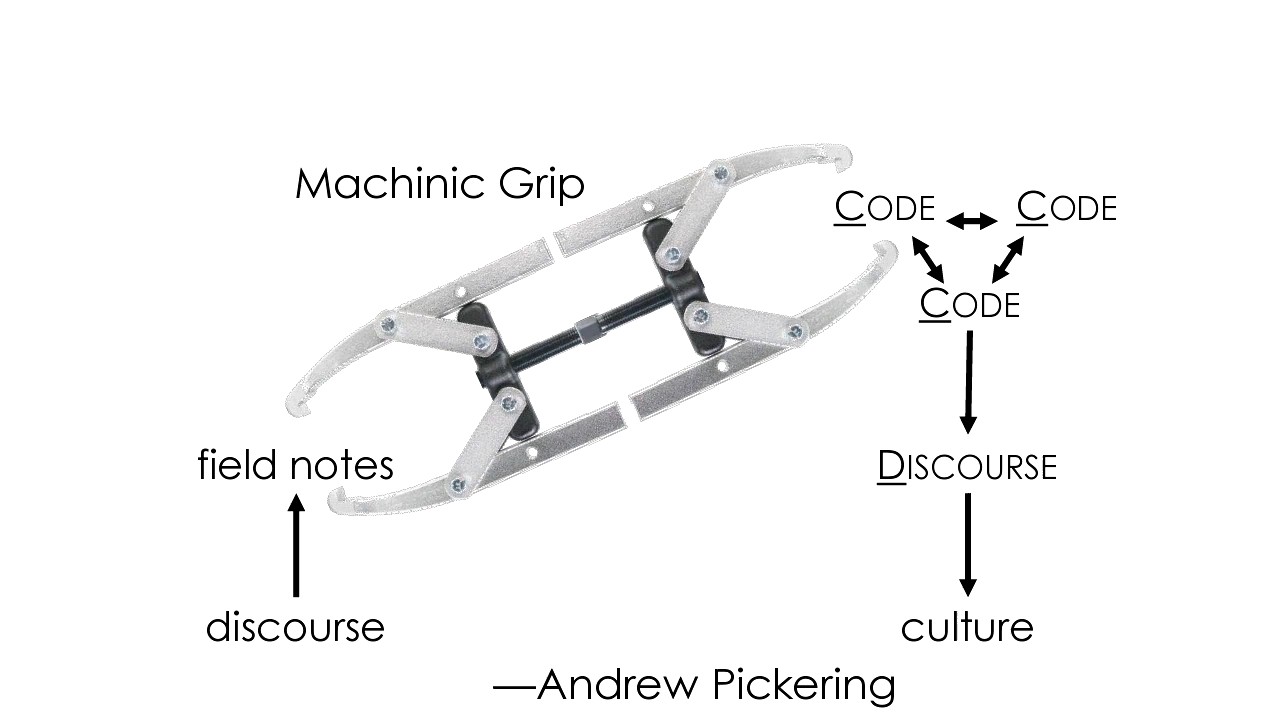 Machinic Grip
CODE CODE
CODE
field notes
DISCOURSE
discourse
culture
—Andrew Pickering